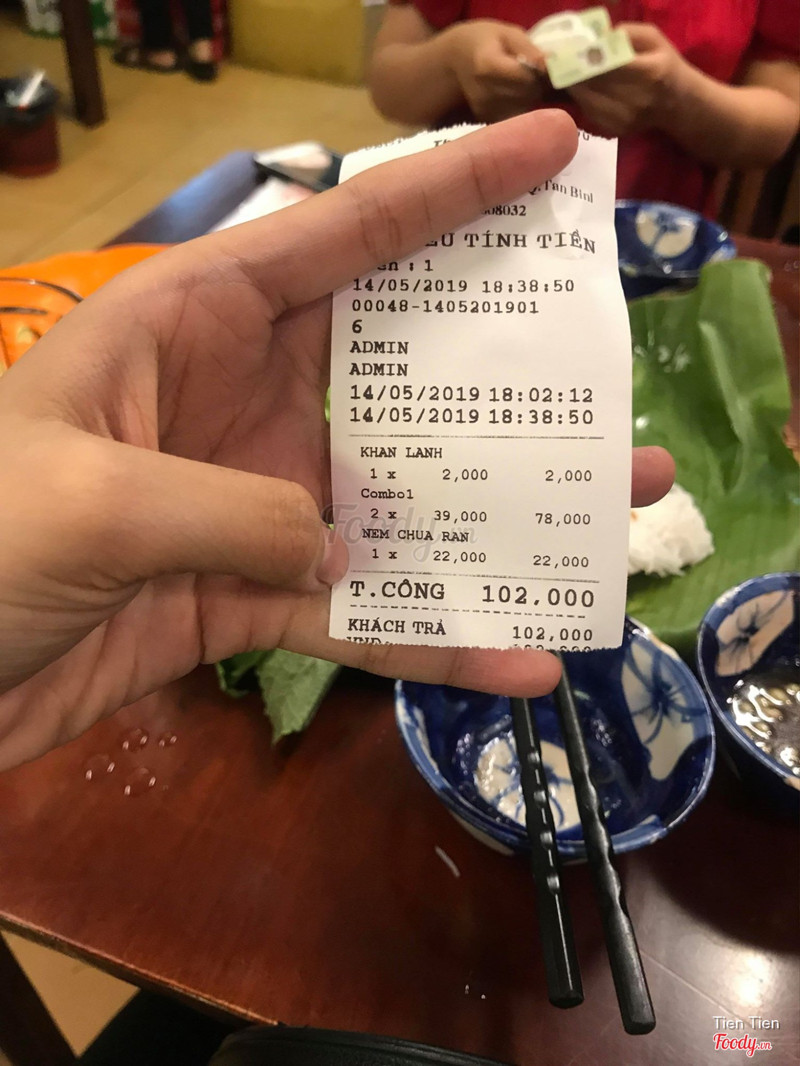 Q.Tân Bình
08032
TÍNH TIỀN
: 1
14/05/2019 18:38:50
00048-1405201901
6
ADMIN
ADMIN
14/05/2019 18:02:12
14/05/2019 18:38:50
KHAN LANH
1 x 2,000 2,000
Combo1
2 x 39,000 78,000
NEM CHUA RAN
1 x 22,000 22,000
T.CÔNG 102,000
KHÁCH TRẢ 102,000
Foody.vn
Tien Tien
Foody.vn